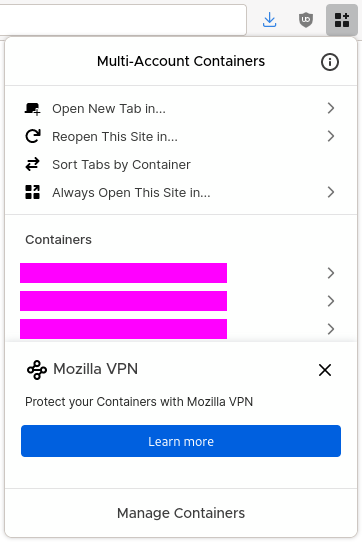 UD
Multi-Account Containers
Open New Tab in...
Reopen This Site in...
Sort Tabs by Container
Always Open This Site in...
Containers
Mozilla VPN
Protect your Containers with Mozilla VPN
Learn more
Manage Containers